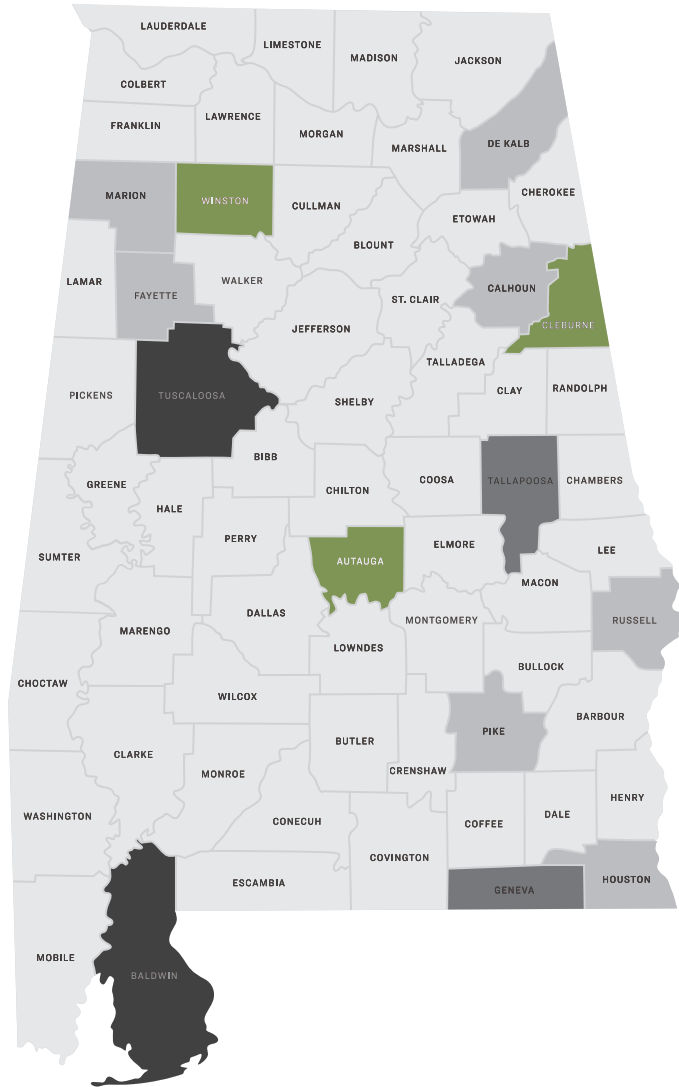 LAUDERDALE
LIMESTONE
MADISON
JACKSON
COLBERT
LAWRENCE
FRANKLIN
MORGAN
MARSHALL
DE KALB
MARION
WINSTON
CULLMAN
CHEROKEE
ETOWAH
BLOUNT
LAMAR
FAYETTE
WALKER
ST. CLAIR
CALHOUN
JEFFERSON
CLEBURNE
TALLADEGA
PICKENS
TUSCALOOSA
SHELBY
CLAY
RANDOLPH
BIBB
GREENE
HALE
CHILTON
COOSA
TALLAPOOSA
CHAMBERS
SUMTER
PERRY
AUTAUGA
ELMORE
LEE
MACON
MARENGO
DALLAS
LOWNDES
MONTGOMERY
RUSSELL
CHOCTAW
WILCOX
BULLOCK
CLARKE
MONROE
BUTLER
CRENSHAW
PIKE
BARBOUR
WASHINGTON
CONECUH
COVINGTON
COFFEE
DALE
HENRY
ESCAMBIA
GENEVA
HOUSTON
MOBILE
BALDWIN